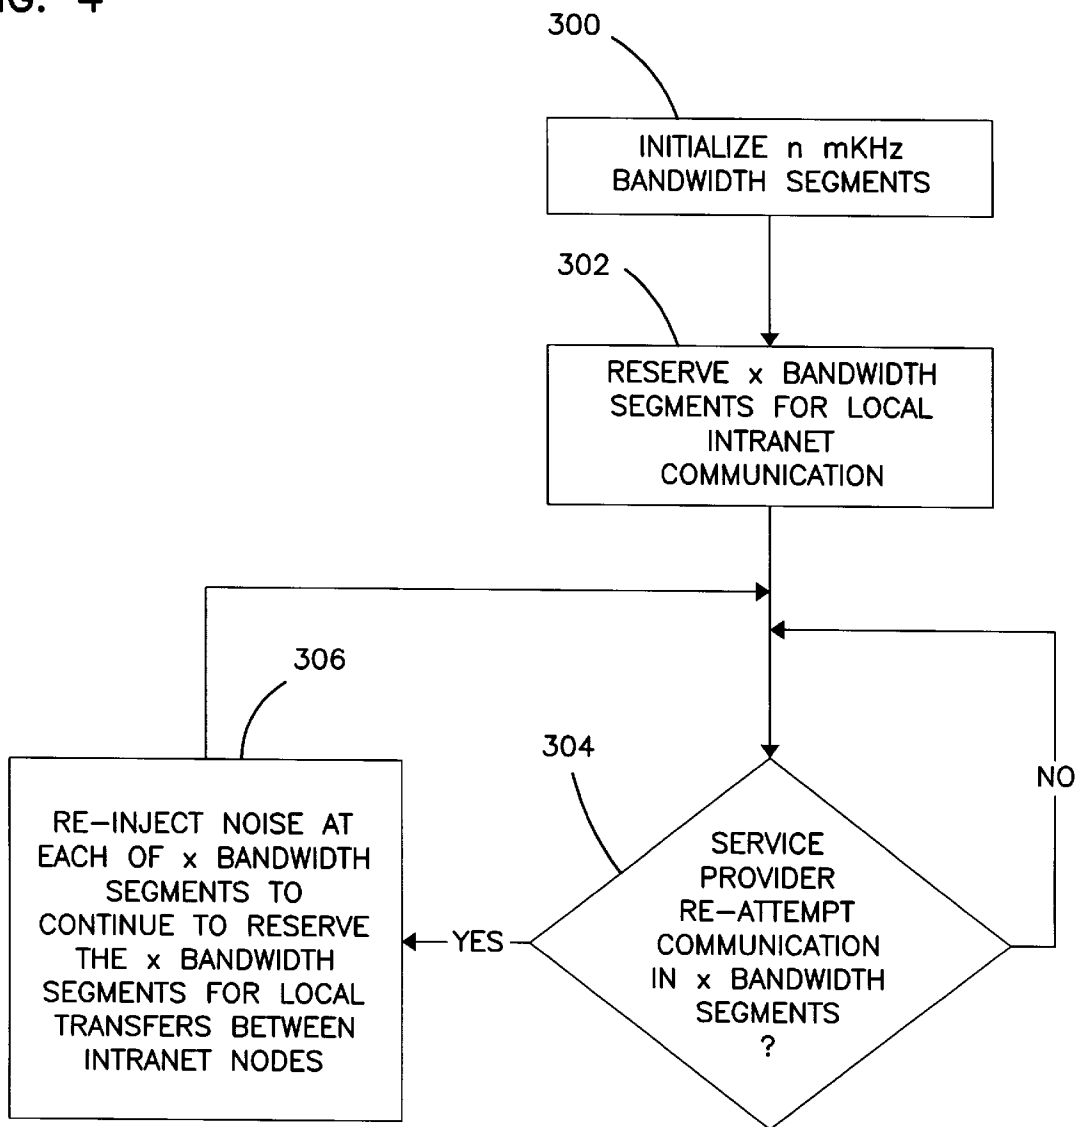 300
INITIALIZE n mKHz
BANDWIDTH SEGMENTS
302
RESERVE x BANDWIDTH
SEGMENTS FOR LOCAL
INTRANET
COMMUNICATION
306
RE-INJECT NOISE AT
EACH OF x BANDWIDTH
SEGMENTS TO
CONTINUE TO RESERVE
THE x BANDWIDTH
SEGMENTS FOR LOCAL
TRANSFERS BETWEEN
INTRANET NODES
304
SERVICE
PROVIDER
RE-ATTEMPT
COMMUNICATION
IN x BANDWIDTH
SEGMENTS
?
YES
NO